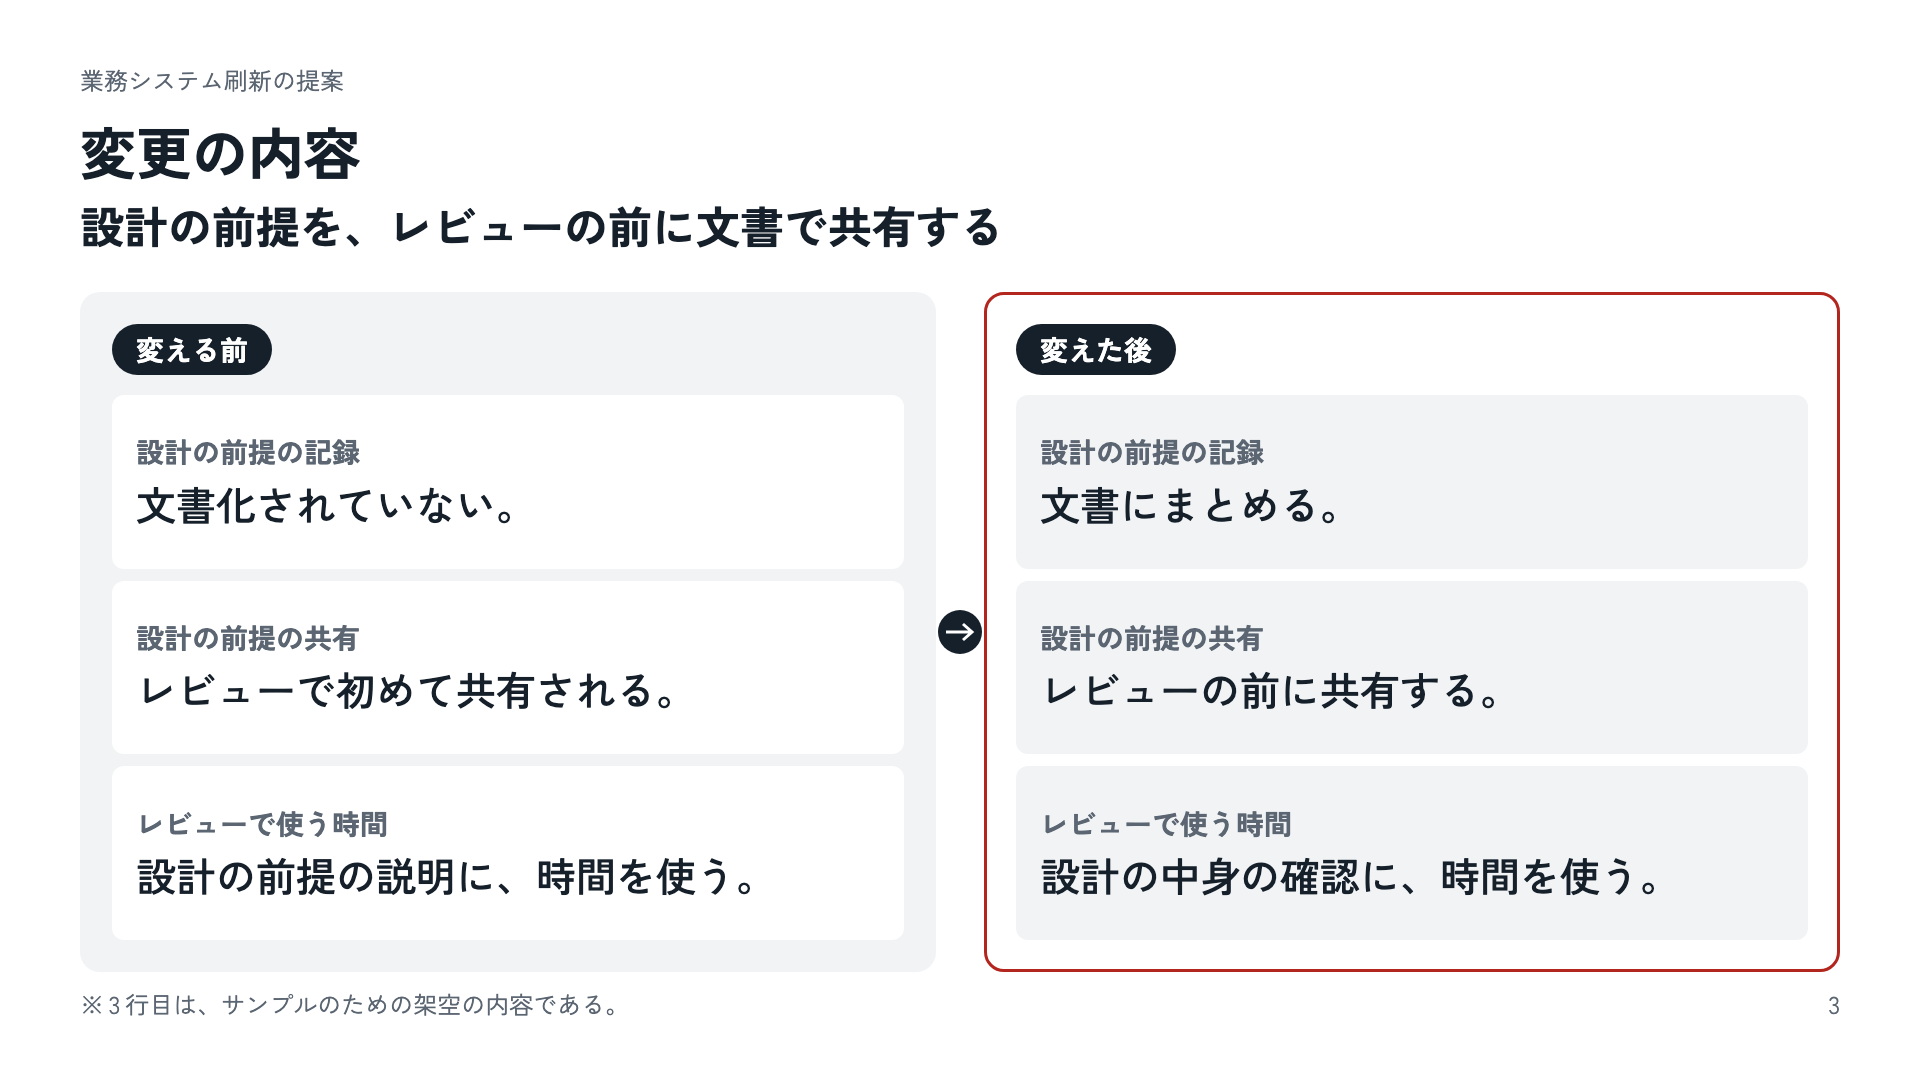 業務システム刷新の提案
変更の内容
設計の前提を、レビューの前に文書で共有する
変える前
設計の前提の記録
文書化されていない。
設計の前提の共有
レビューで初めて共有される。
レビューで使う時間
設計の前提の説明に、時間を使う。
変えた後
設計の前提の記録
文書にまとめる。
設計の前提の共有
レビューの前に共有する。
レビューで使う時間
設計の中身の確認に、時間を使う。
※3行目は、サンプルのための架空の内容である。
3